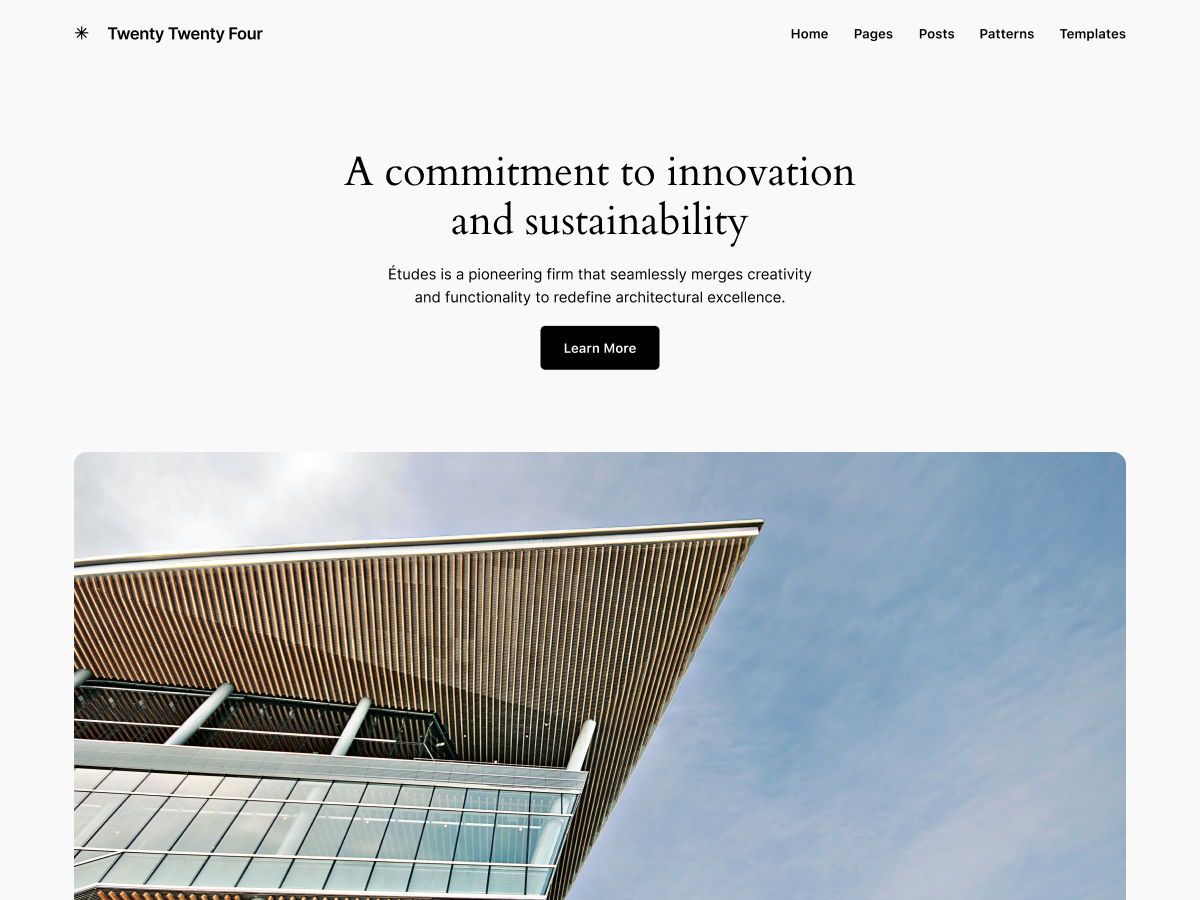 Twenty Twenty Four
Home Pages Posts Patterns Templates
A commitment to innovation
and sustainability
Études is a pioneering firm that seamlessly merges creativity
and functionality to redefine architectural excellence.
Learn More